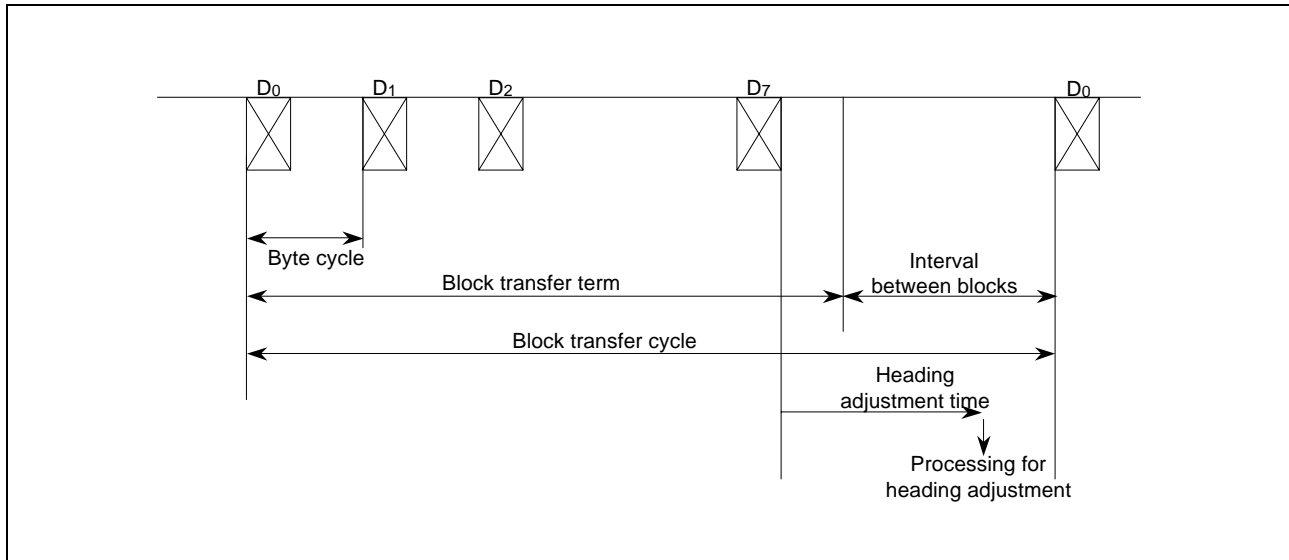 D0 D1 D2 D7 D0
Byte cycle
Block transfer term
Interval
between blocks
Block transfer cycle
Heading
adjustment time
Processing for
heading adjustment